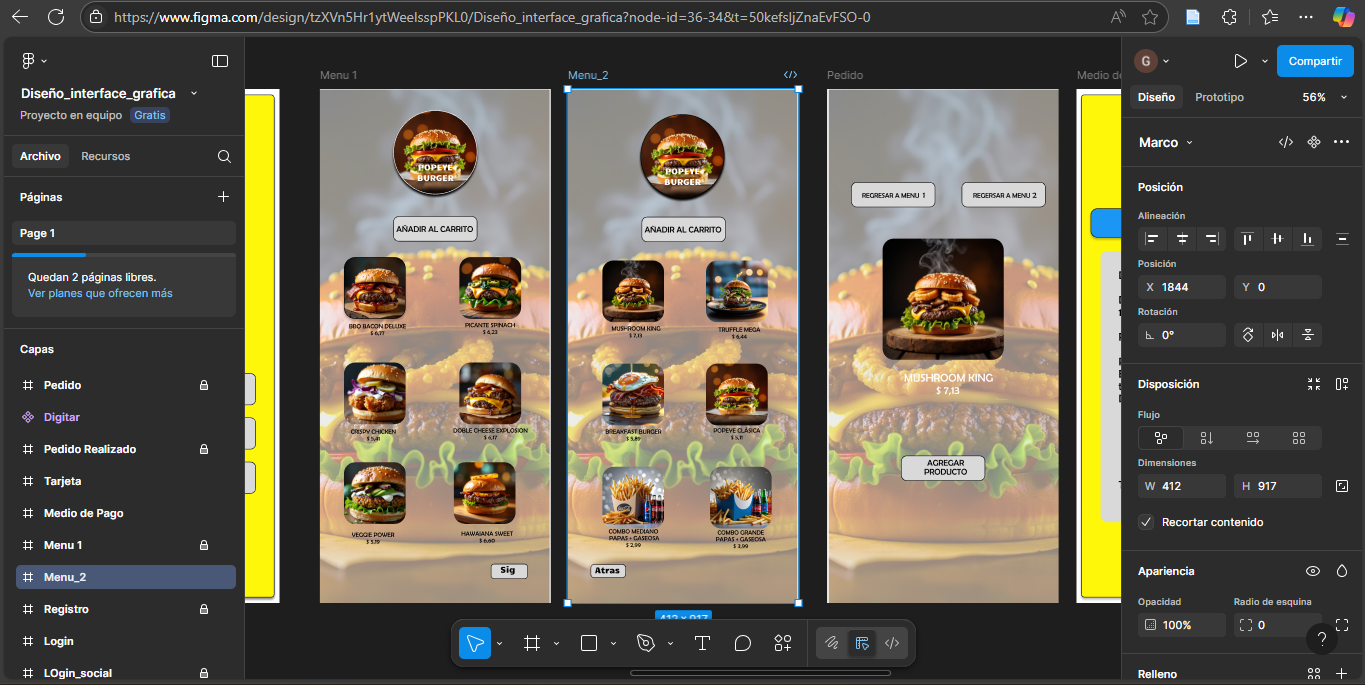 https://www.figma.com/design/tzXVn5Hr1ytWeelsspPKL0/Diseño_interface_grafica?node-id=36-34&t=50kefsljZnaEvFSO-0
Diseño_interface_grafica
Proyecto en equipo Gratis
Archivo Recursos
Páginas
Page 1
Quedan 2 páginas libres.
Ver planes que ofrecen más
Capas
Pedido
Digitar
Pedido Realizado
Tarjeta
Medio de Pago
Menu 1
Menu_2
Registro
Login
LOgin_social
Menu 1
POPEYE
BURGER
AÑADIR AL CARRITO
BBQ BACON DELUXE
$ 6,77
PICANTE SPINACH
$ 6,23
CRISPY CHICKEN
$ 5,41
DOBLE CHEESE EXPLOSION
$ 6,17
VEGGIE POWER
$ 5,19
HAWAIANA SWEET
$ 6,60
Sig
Menu_2
POPEYE
BURGER
AÑADIR AL CARRITO
MUSHROOM KING
$ 7,13
TRUFFLE MEGA
$ 6,44
BREAKFAST BURGER
$ 5,89
POPEYE CLÁSICA
$ 5,11
COMBO MEDIANO
PAPAS + GASEOSA
$ 2,99
COMBO GRANDE
PAPAS + GASEOSA
$ 3,99
Atras
412 × 917
Pedido
REGRESAR A MENU 1
REGERSAR A MENU 2
MUSHROOM KING
$ 7,13
AGREGAR
PRODUCTO
Medio de
G
Compartir
Diseño Prototipo 56%
Marco
Posición
Alineación
Posición
X 1844 Y 0
Rotación
0°
Disposición
Flujo
Dimensiones
W 412 H 917
Recortar contenido
Apariencia
Opacidad Radio de esquina
100% 0
?
Relleno